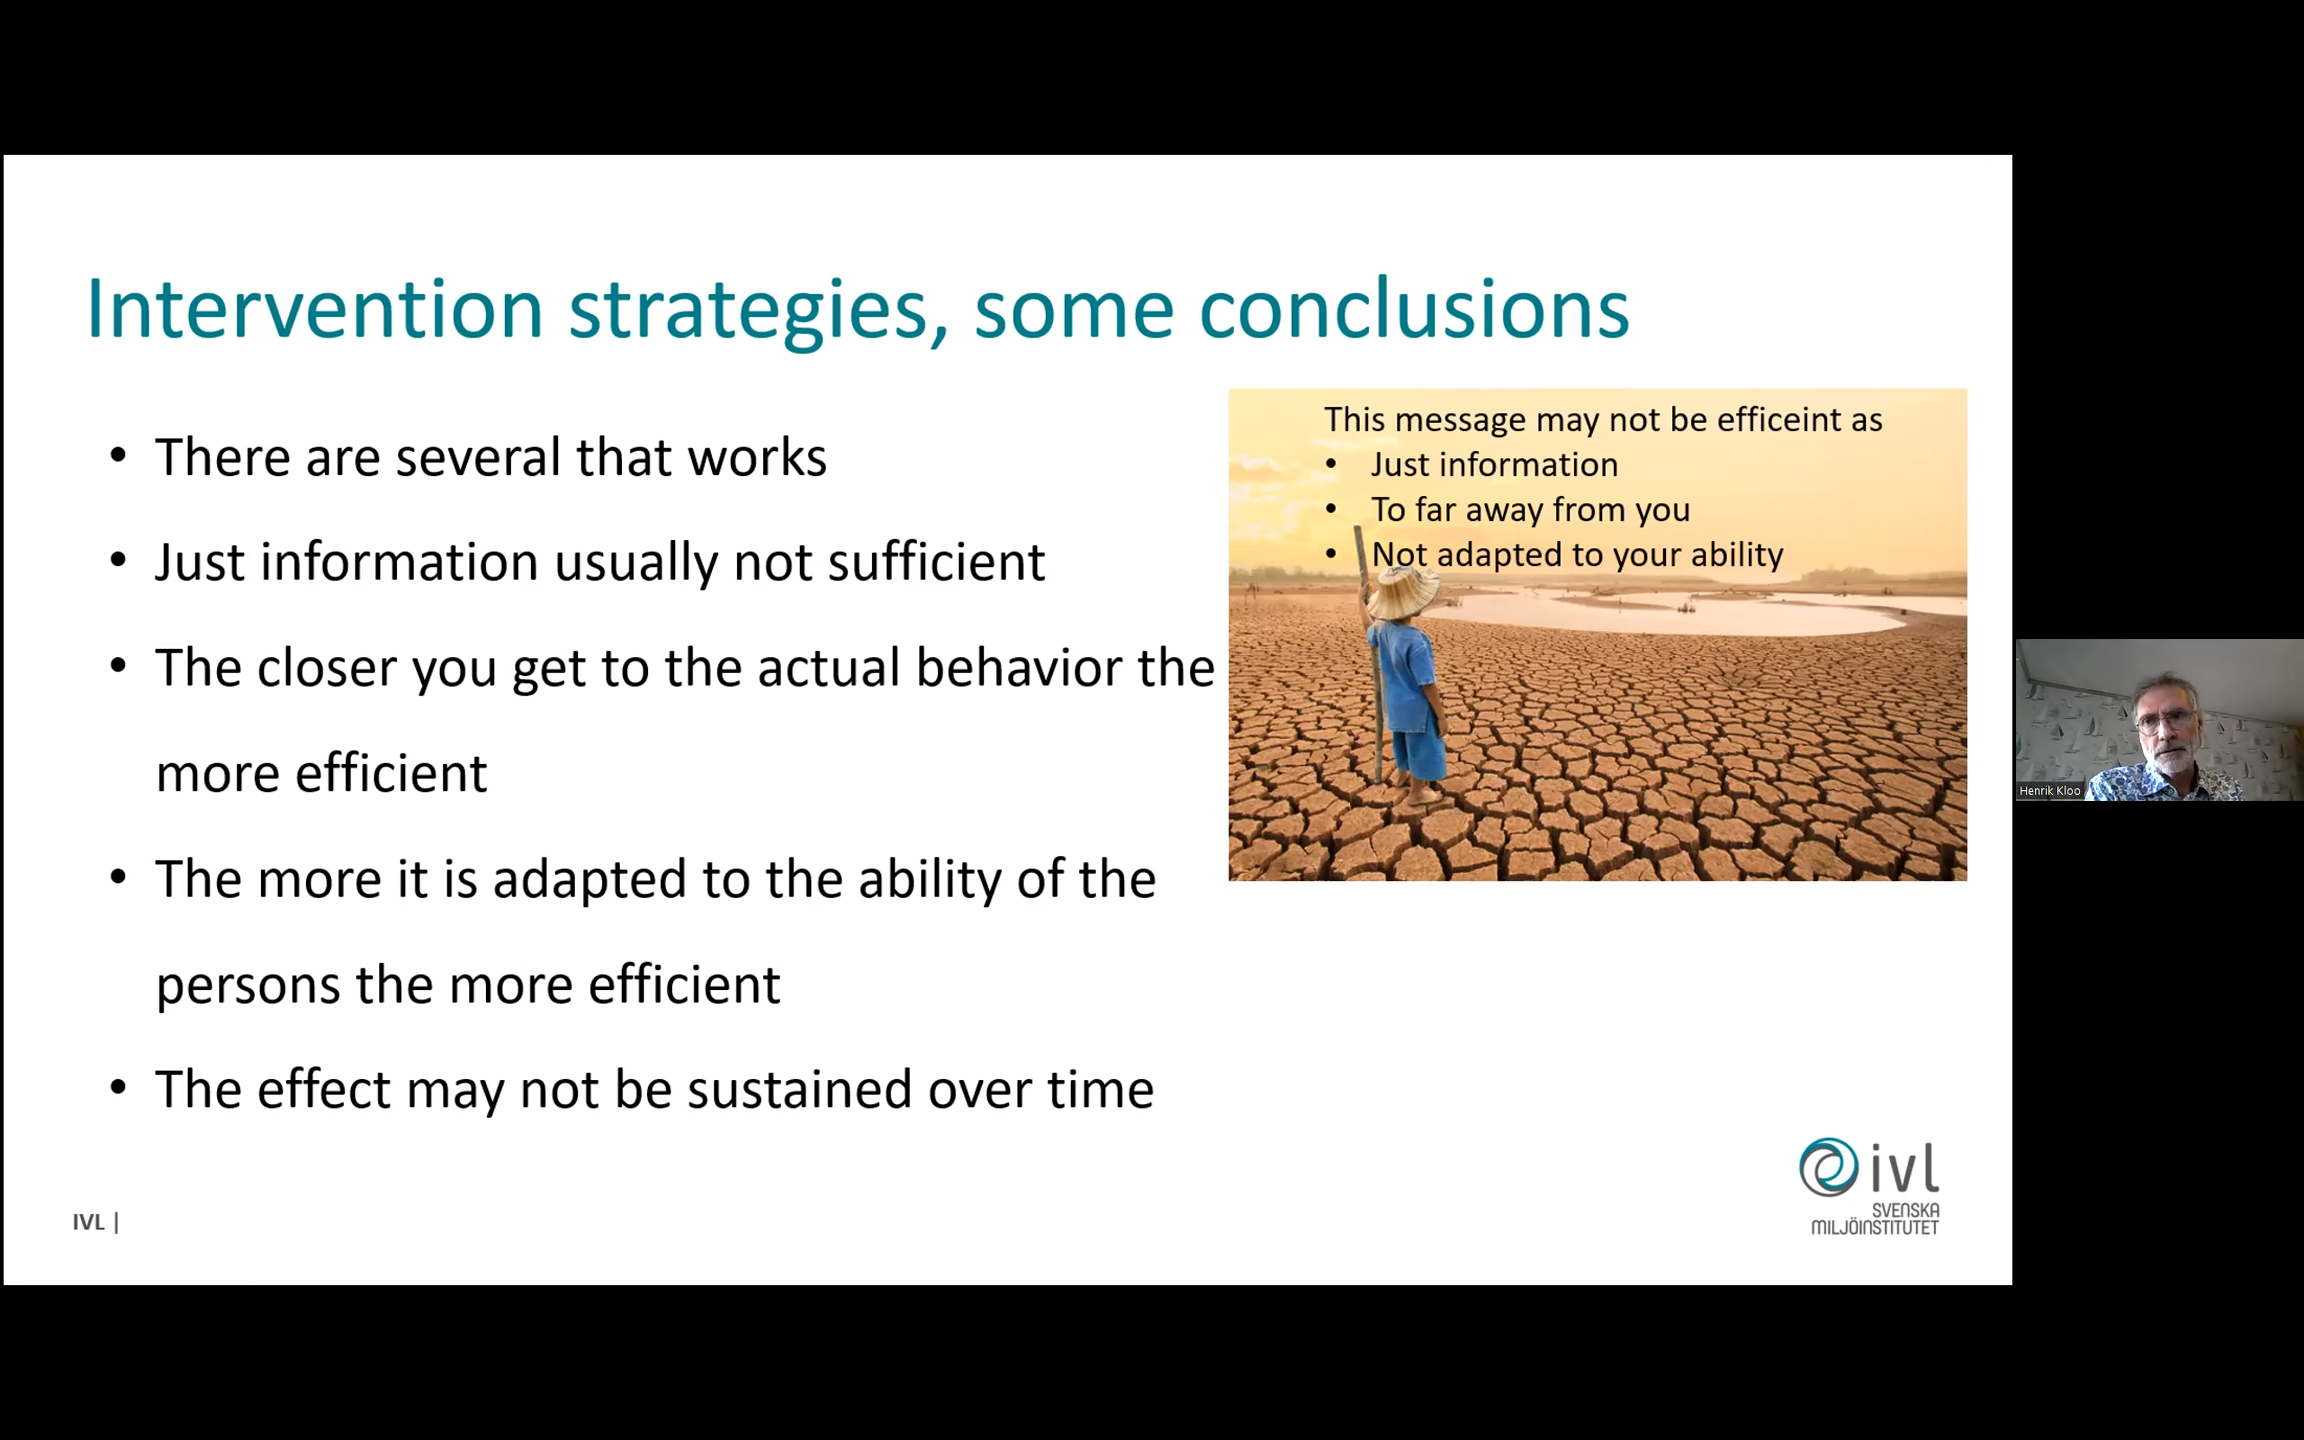 Intervention strategies, some conclusions
• There are several that works
• Just information usually not sufficient
• The closer you get to the actual behavior the
more efficient
• The more it is adapted to the ability of the
persons the more efficient
• The effect may not be sustained over time
This message may not be efficeint as
• Just information
• To far away from you
• Not adapted to your ability
Henrik Kloo
IVL |
ivl
SVENSKA
MILJÖINSTITUTET